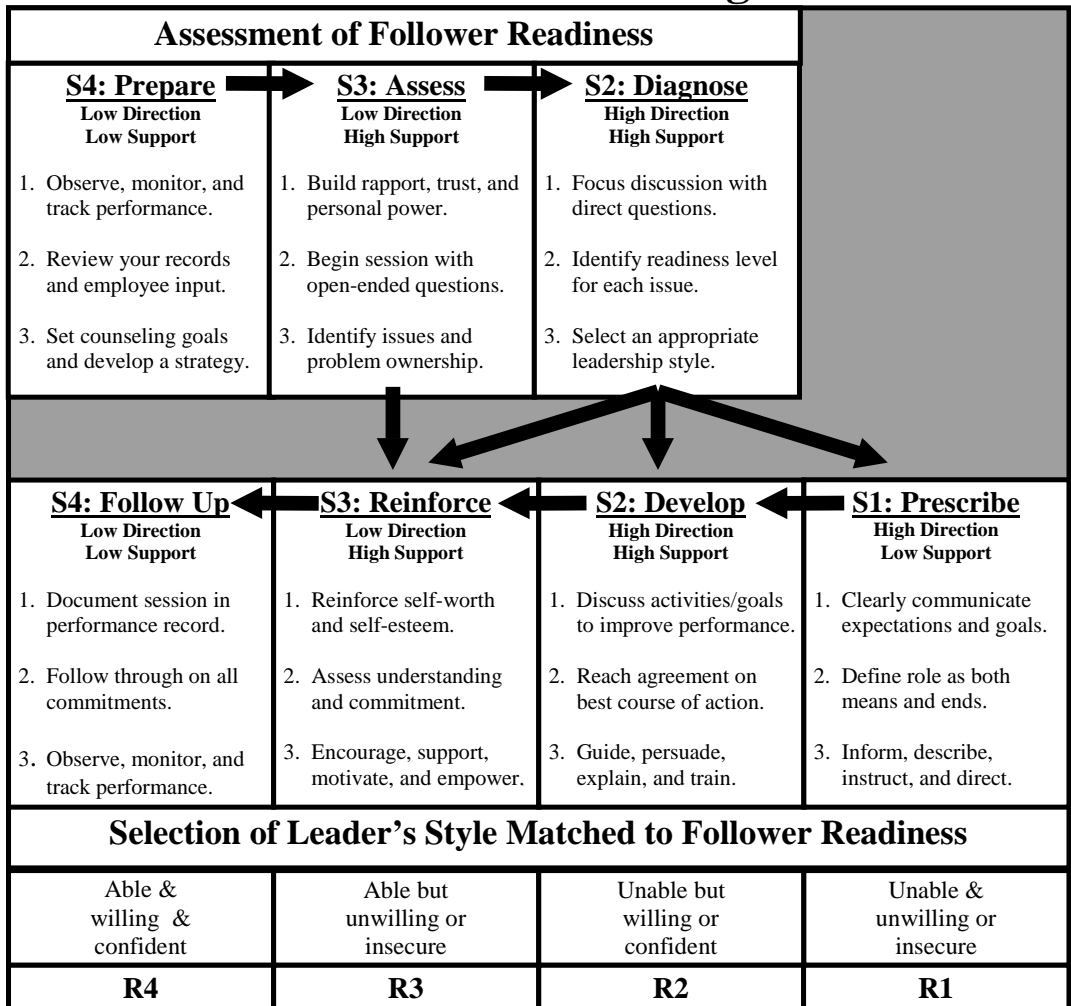 Assessment of Follower Readiness
S4: Prepare
Low Direction
Low Support
1. Observe, monitor, and
track performance.
2. Review your records
and employee input.
3. Set counseling goals
and develop a strategy.
S3: Assess
Low Direction
High Support
1. Build rapport, trust, and
personal power.
2. Begin session with
open-ended questions.
3. Identify issues and
problem ownership.
S2: Diagnose
High Direction
High Support
1. Focus discussion with
direct questions.
2. Identify readiness level
for each issue.
3. Select an appropriate
leadership style.
S4: Follow Up
Low Direction
Low Support
1. Document session in
performance record.
2. Follow through on all
commitments.
3. Observe, monitor, and
track performance.
S3: Reinforce
Low Direction
High Support
1. Reinforce self-worth
and self-esteem.
2. Assess understanding
and commitment.
3. Encourage, support,
motivate, and empower.
S2: Develop
High Direction
High Support
1. Discuss activities/goals
to improve performance.
2. Reach agreement on
best course of action.
3. Guide, persuade,
explain, and train.
S1: Prescribe
High Direction
Low Support
1. Clearly communicate
expectations and goals.
2. Define role as both
means and ends.
3. Inform, describe,
instruct, and direct.
Selection of Leader's Style Matched to Follower Readiness
Able &
willing &
confident
Able but
unwilling or
insecure
Unable but
willing or
confident
Unable &
unwilling or
insecure
R4
R3
R2
R1